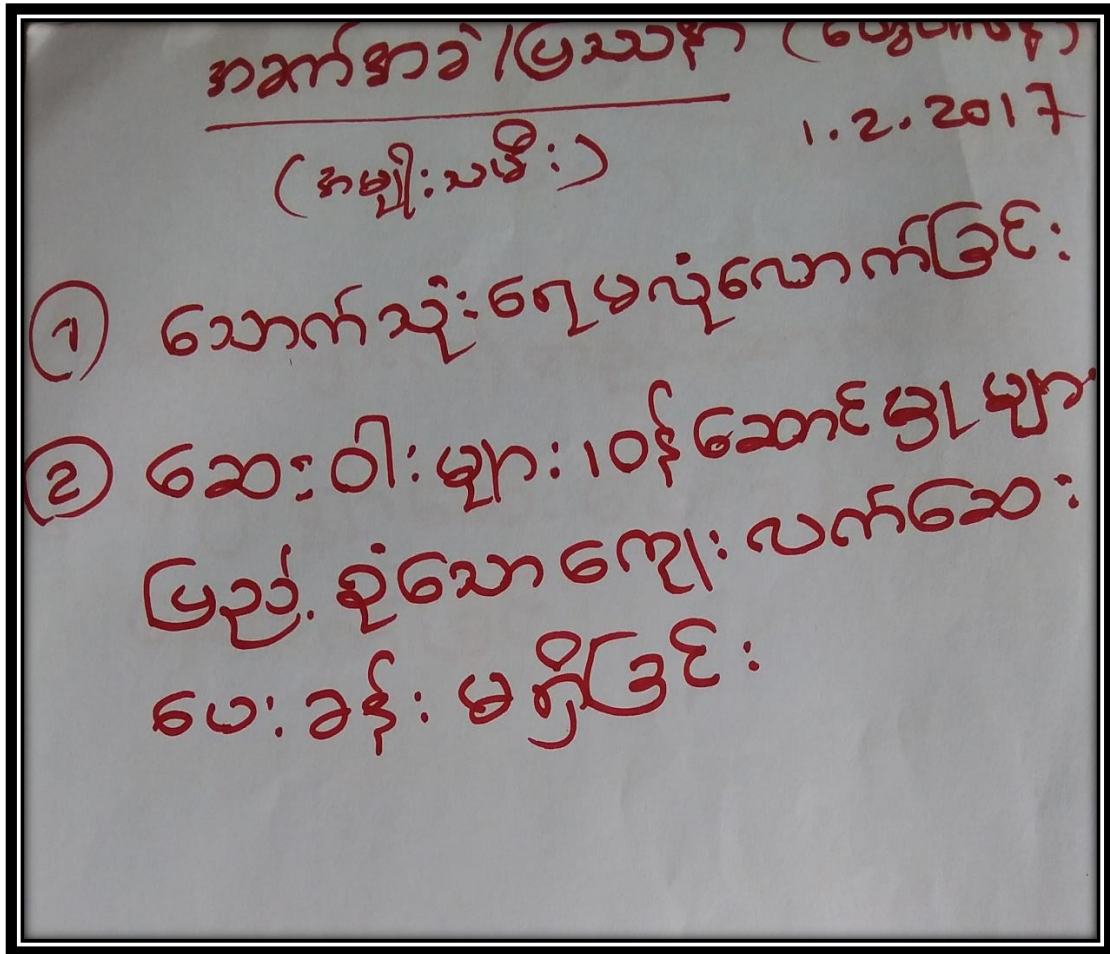 အခက်အခဲ/ပြဿနာ
1.2.2017
(အမျိုးသမီး)
၁ သောက်သုံးရေမလုံလောက်ခြင်း
2 ဆေးဝါးများ၊ဝန်ဆောင်မှုများ
ပြည့်စုံသောကျေးလက်ဆေး
ပေးခန်းမရှိခြင်း